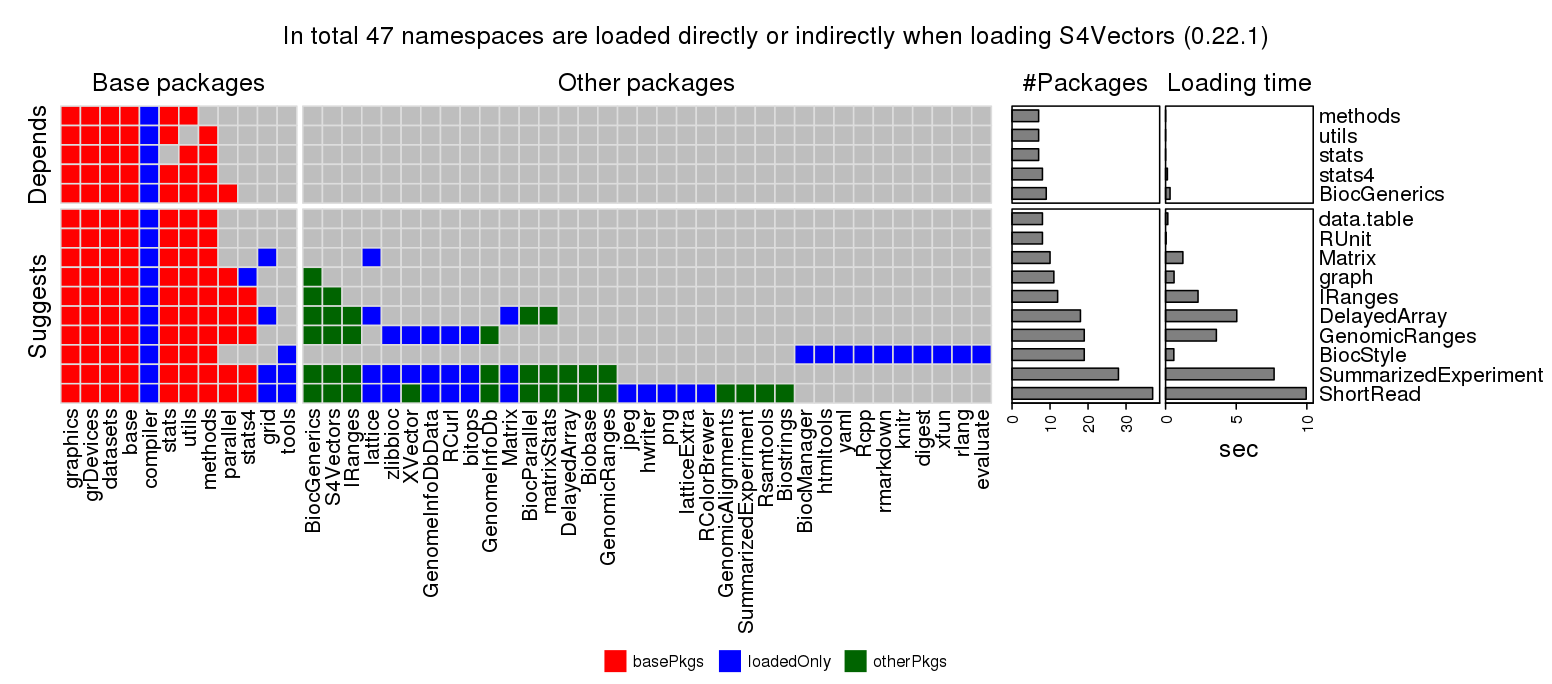 In total 47 namespaces are loaded directly or indirectly when loading S4Vectors (0.22.1)
Base packages
Other packages
#Packages
Loading time
Depends
methods
utils
stats
stats4
BiocGenerics
Suggests
data.table
RUnit
Matrix
graph
IRanges
DelayedArray
GenomicRanges
BiocStyle
SummarizedExperiment
ShortRead
graphics
grDevices
datasets
base
compiler
stats
utils
methods
parallel
stats4
grid
tools
BiocGenerics
S4Vectors
IRanges
lattice
zlibbioc
XVector
GenomeInfoDbData
RCurl
bitops
GenomeInfoDb
Matrix
BiocParallel
matrixStats
DelayedArray
Biobase
GenomicRanges
jpeg
hwriter
png
latticeExtra
RColorBrewer
GenomicAlignments
SummarizedExperiment
Rsamtools
Biostrings
BiocManager
htmltools
yaml
Rcpp
rmarkdown
knitr
digest
xfun
rlang
evaluate
0
10
20
30
0
5
10
sec
basePkgs
loadedOnly
otherPkgs